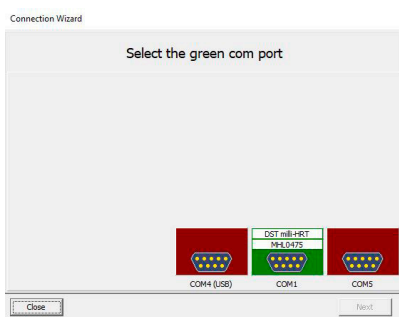 Connection Wizard
Select the green com port
DST milli-HRT
MHL0475
COM4 (USB)
COM1
COM5
Close
Next